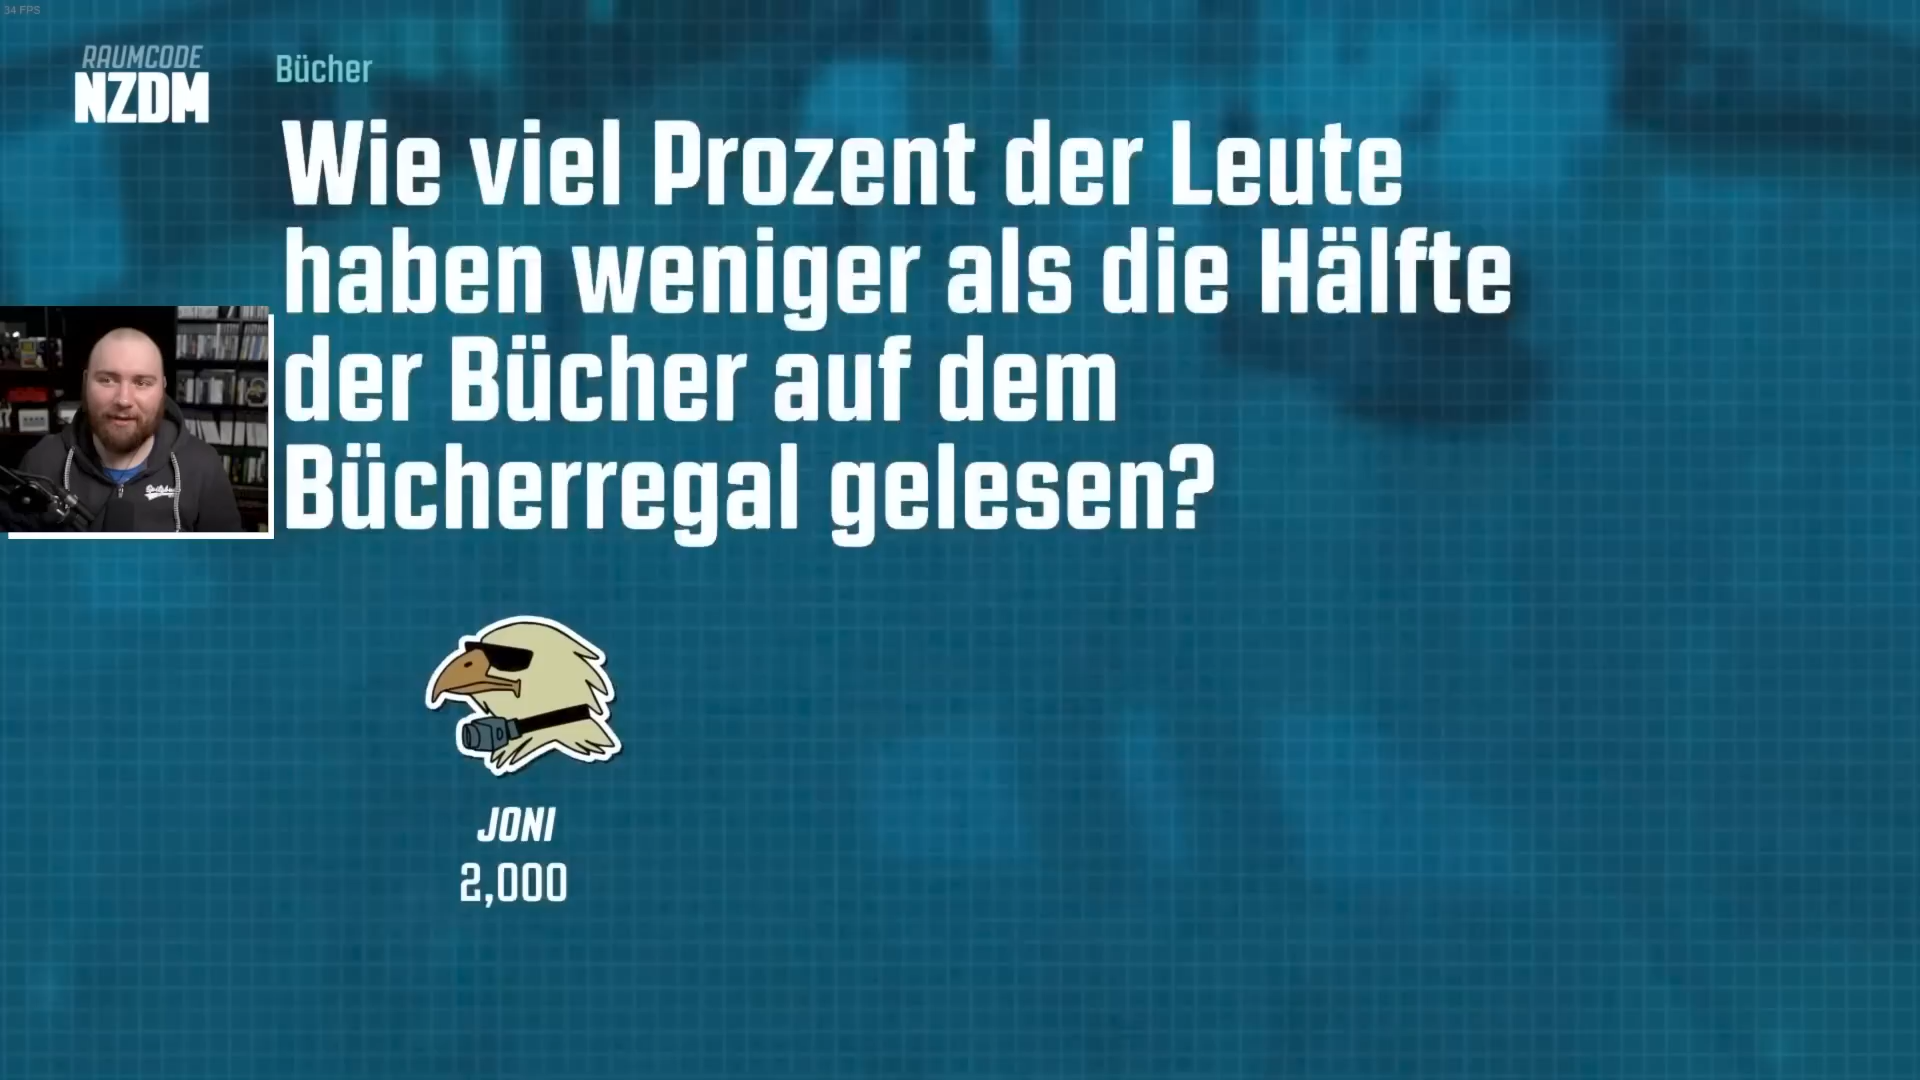 34 FPS
RAUMCODE
NZDM
Bücher
Wie viel Prozent der Leute
haben weniger als die Hälfte
der Bücher auf dem
Bücherregal gelesen?
JONI
2,000